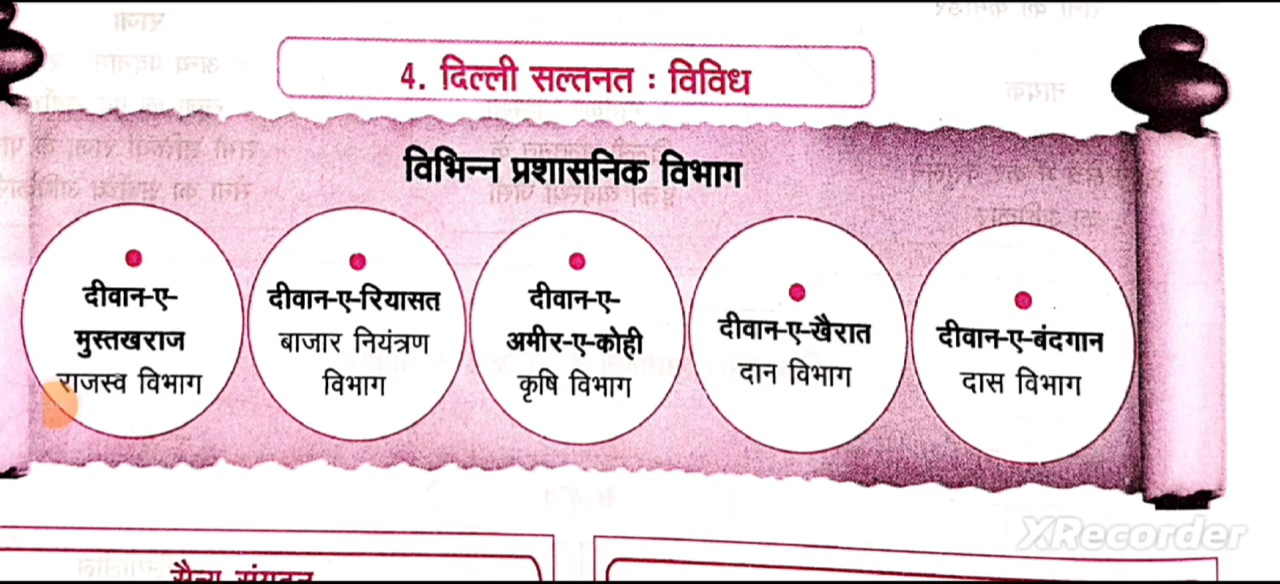 4. दिल्ली सल्तनत : विविध
विभिन्न प्रशासनिक विभाग
दीवान-ए-
मुस्तखराज
राजस्व विभाग
दीवान-ए-रियासत
बाजार नियंत्रण
विभाग
दीवान-ए-
अमीर-ए-कोही
कृषि विभाग
दीवान-ए-खैरात
दान विभाग
दीवान-ए-बंदगान
दास विभाग
XRecorder